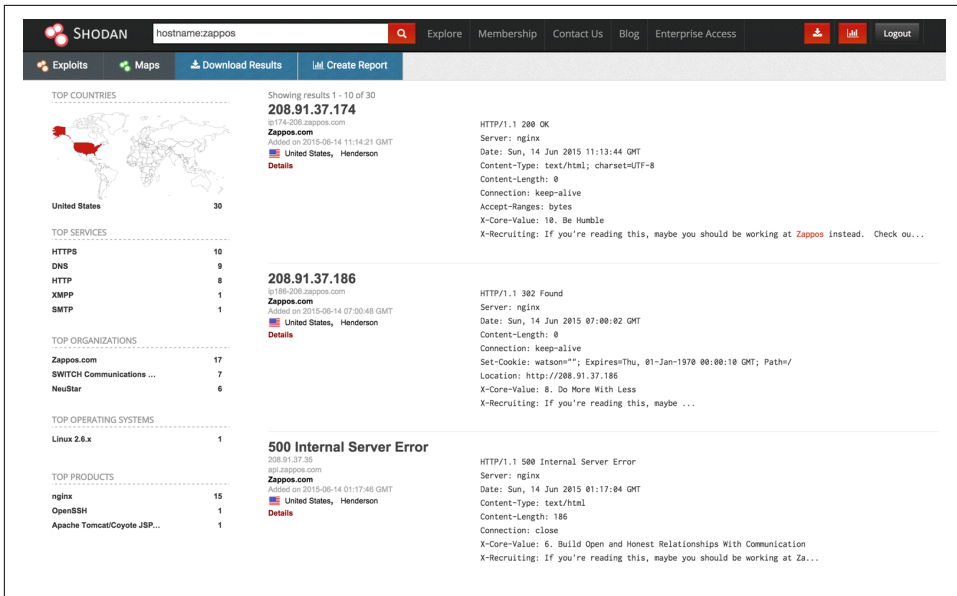 SHODAN
hostname:zappos
Explore Membership Contact Us Blog Enterprise Access
Logout
Exploits Maps Download Results Create Report
TOP COUNTRIES
United States 30
TOP SERVICES
HTTPS 10
DNS 9
HTTP 8
XMPP 1
SMTP 1
TOP ORGANIZATIONS
Zappos.com 17
SWITCH Communications ... 7
NeuStar 6
TOP OPERATING SYSTEMS
Linux 2.6.x 1
TOP PRODUCTS
nginx 15
OpenSSH 1
Apache Tomcat/Coyote JSP... 1
Showing results 1 - 10 of 30
208.91.37.174
ip174-208.zappos.com
Zappos.com
Added on 2015-06-14 11:14:21 GMT
United States, Henderson
Details
HTTP/1.1 200 OK
Server: nginx
Date: Sun, 14 Jun 2015 11:13:44 GMT
Content-Type: text/html; charset=UTF-8
Content-Length: 0
Connection: keep-alive
Accept-Ranges: bytes
X-Core-Value: 10. Be Humble
X-Recruiting: If you're reading this, maybe you should be working at Zappos instead. Check ou...
208.91.37.186
ip186-208.zappos.com
Zappos.com
Added on 2015-06-14 07:00:48 GMT
United States, Henderson
Details
HTTP/1.1 302 Found
Server: nginx
Date: Sun, 14 Jun 2015 07:00:02 GMT
Content-Length: 0
Connection: keep-alive
Set-Cookie: watson=""; Expires=Thu, 01-Jan-1970 00:00:10 GMT; Path=/
Location: http://208.91.37.186
X-Core-Value: 8. Do More With Less
X-Recruiting: If you're reading this, maybe ...
500 Internal Server Error
208.91.37.35
api.zappos.com
Zappos.com
Added on 2015-06-14 01:17:46 GMT
United States, Henderson
Details
HTTP/1.1 500 Internal Server Error
Server: nginx
Date: Sun, 14 Jun 2015 01:17:04 GMT
Content-Type: text/html
Content-Length: 186
Connection: close
X-Core-Value: 6. Build Open and Honest Relationships With Communication
X-Recruiting: If you're reading this, maybe you should be working at Za...